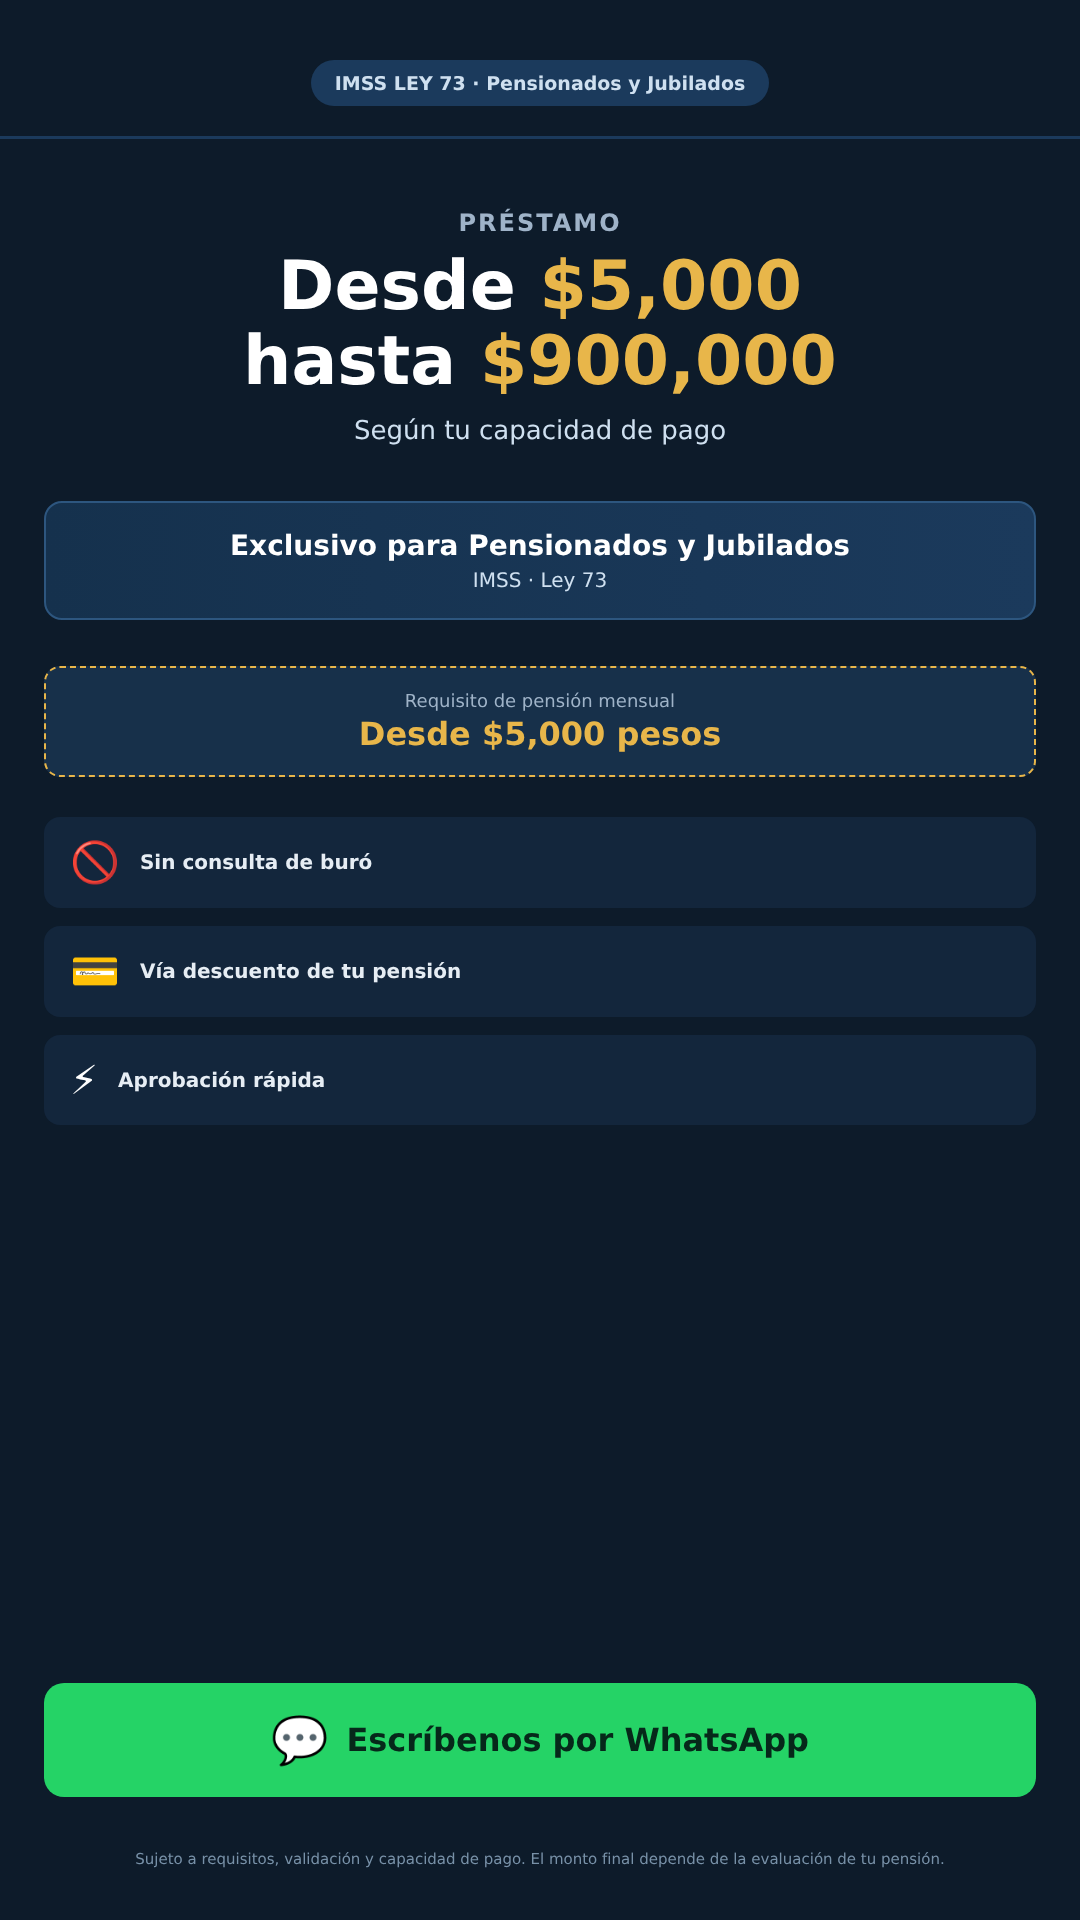 IMSS LEY 73 · Pensionados y Jubilados
PRÉSTAMO
Desde $5,000
hasta $900,000
Según tu capacidad de pago
Exclusivo para Pensionados y Jubilados
IMSS · Ley 73
Requisito de pensión mensual
Desde $5,000 pesos
Sin consulta de buró
Vía descuento de tu pensión
Aprobación rápida
Escríbenos por WhatsApp
Sujeto a requisitos, validación y capacidad de pago. El monto final depende de la evaluación de tu pensión.